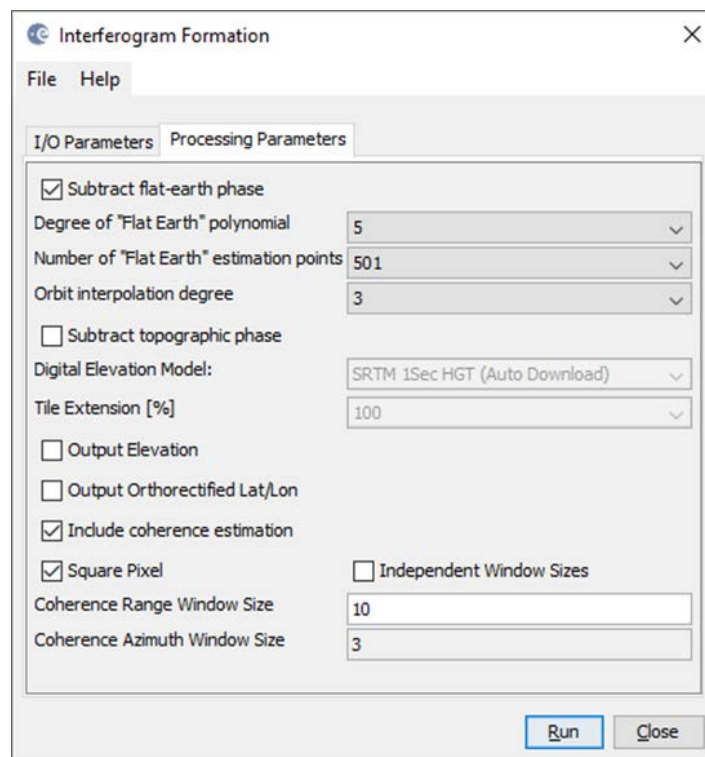 Interferogram Formation
File Help
I/O Parameters Processing Parameters
Subtract flat-earth phase
Degree of "Flat Earth" polynomial 5
Number of "Flat Earth" estimation points 501
Orbit interpolation degree 3
Subtract topographic phase
Digital Elevation Model: SRTM 1Sec HGT (Auto Download)
Tile Extension [%] 100
Output Elevation
Output Orthorectified Lat/Lon
Include coherence estimation
Square Pixel Independent Window Sizes
Coherence Range Window Size 10
Coherence Azimuth Window Size 3
Run Close